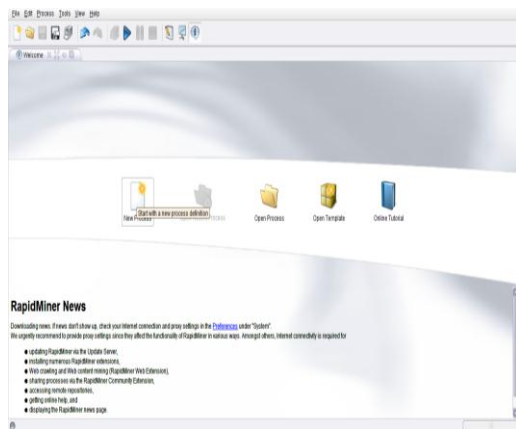 File Edit Process Tools View Help
Welcome
New Process Open Process Open Template Online Tutorial
Start with a new process definition
RapidMiner News
Downloading news. If news don't show up, check your internet connection and proxy settings in the Preferences under "System".
We urgently recommend to provide proxy settings since they affect the functionality of RapidMiner in various ways. Amongst others, Internet connectivity is required for
updating RapidMiner via the Update Server,
installing numerous RapidMiner extensions,
Web crawling and Web content mining (RapidMiner Web Extension),
sharing processes via the RapidMiner Community Extension,
accessing remote repositories,
getting online help, and
displaying the RapidMiner news page.